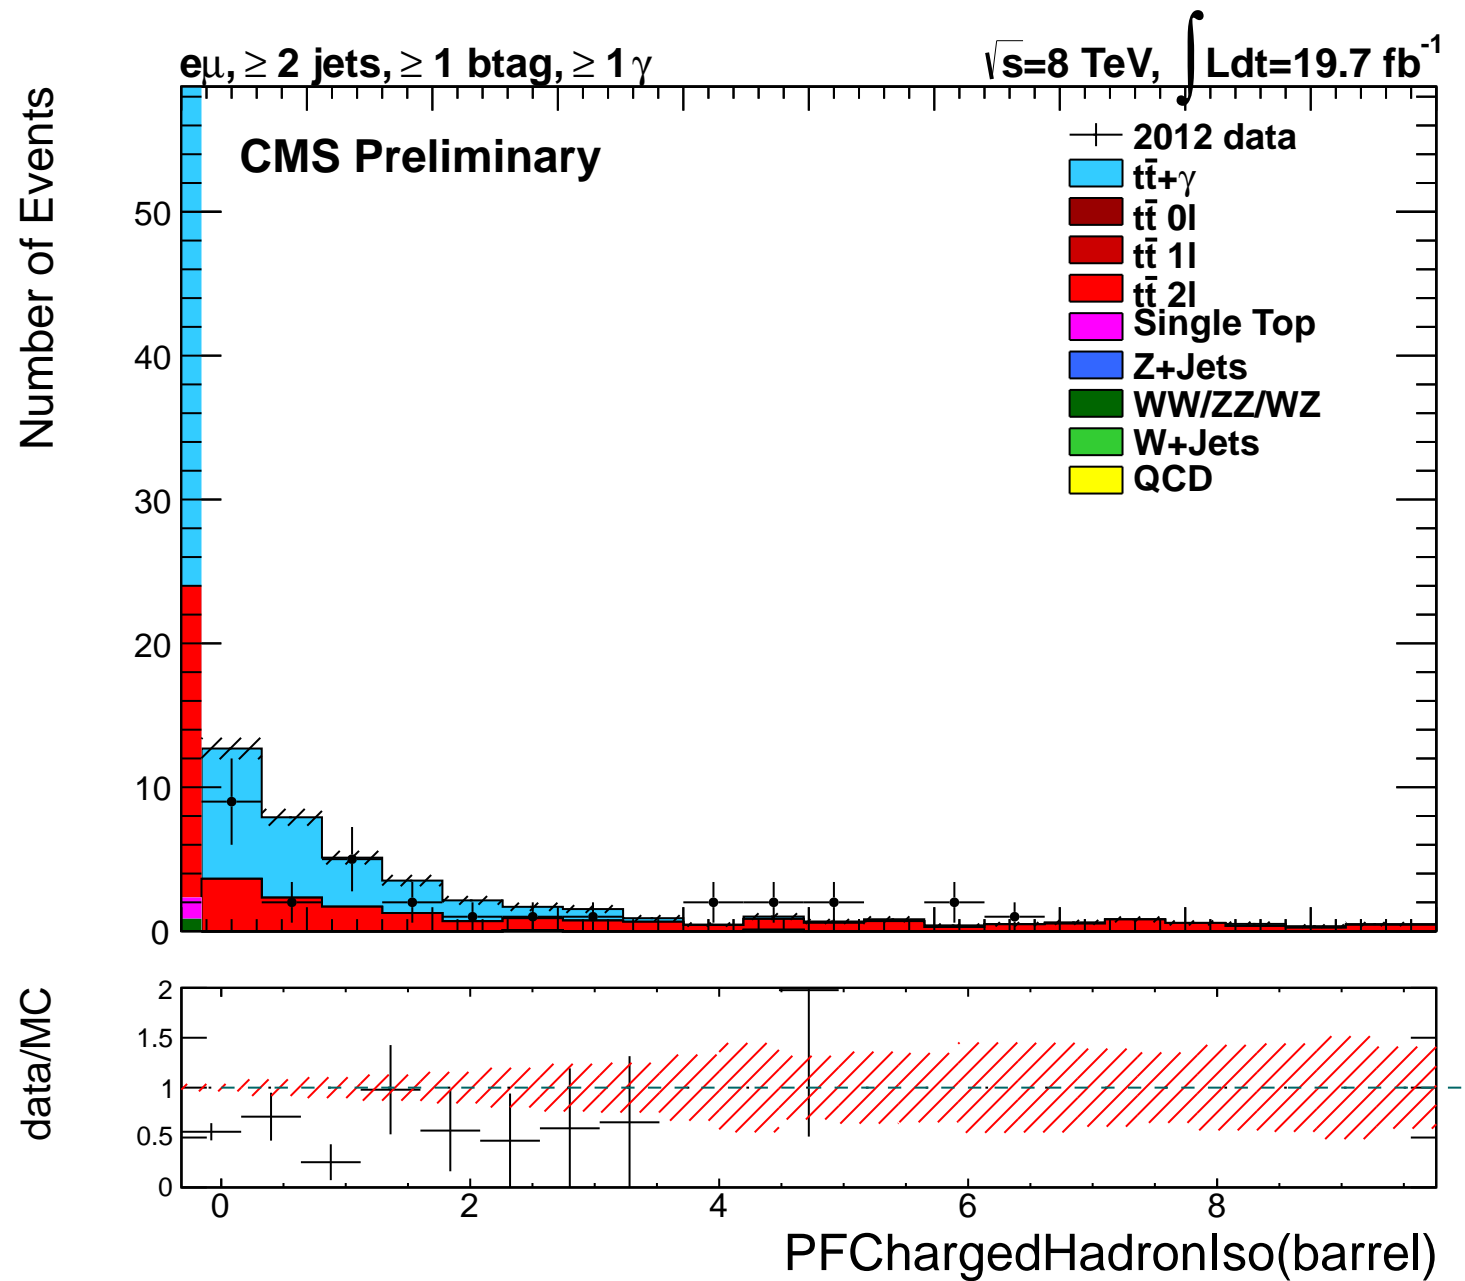 eμ, ≥ 2 jets, ≥ 1 btag, ≥ 1 γ
√s=8 TeV, ∫ Ldt=19.7 fb⁻¹
CMS Preliminary
2012 data
tt̄+γ
tt̄ 0l
tt̄ 1l
tt̄ 2l
Single Top
Z+Jets
WW/ZZ/WZ
W+Jets
QCD
Number of Events
50
40
30
20
10
0
data/MC
2
1.5
1
0.5
0
0 2 4 6 8
PFChargedHadronIso(barrel)